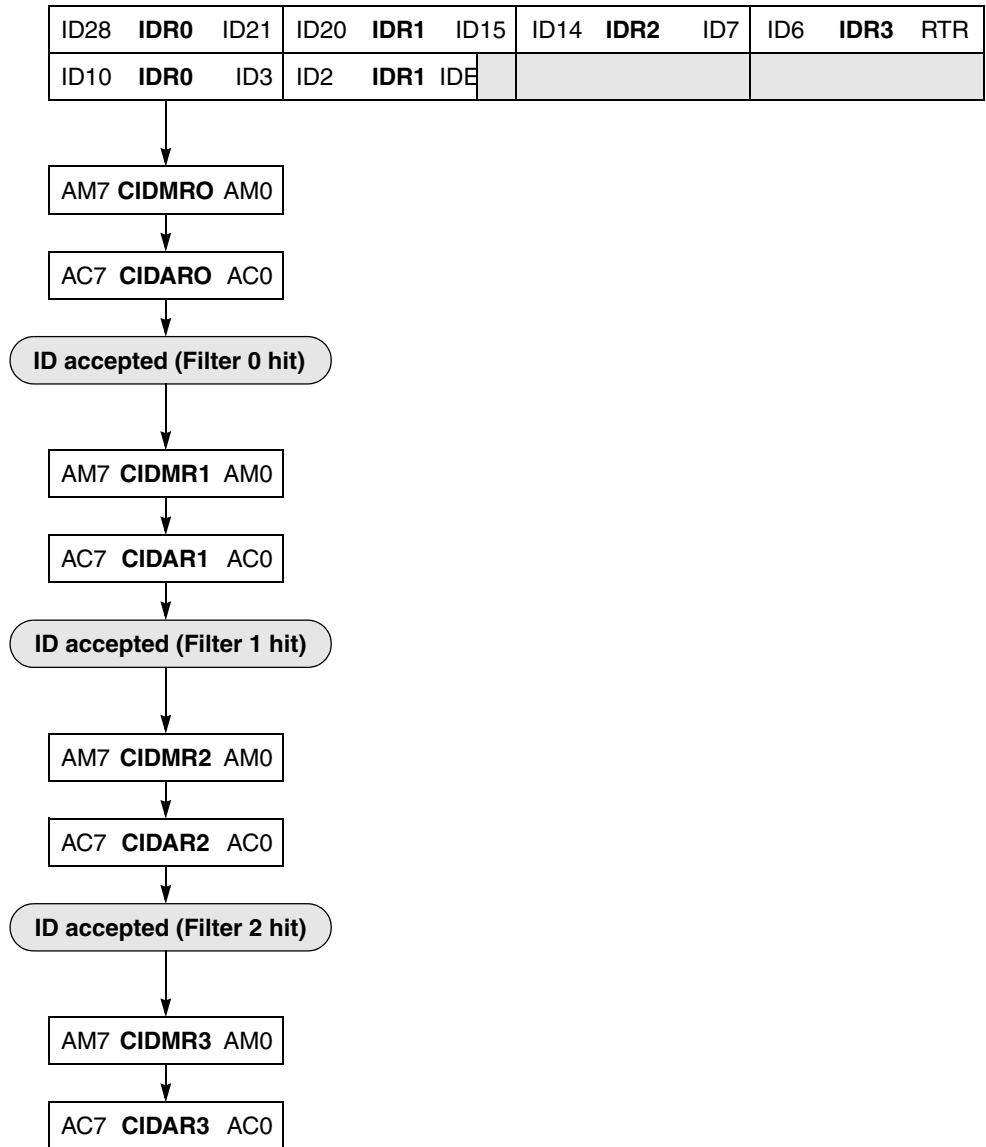 ID28 IDR0 ID21 ID20 IDR1 ID15 ID14 IDR2 ID7 ID6 IDR3 RTR
ID10 IDR0 ID3 ID2 IDR1 IDE
AM7 CIDMRO AM0
AC7 CIDARO AC0
ID accepted (Filter 0 hit)
AM7 CIDMR1 AM0
AC7 CIDAR1 AC0
ID accepted (Filter 1 hit)
AM7 CIDMR2 AM0
AC7 CIDAR2 AC0
ID accepted (Filter 2 hit)
AM7 CIDMR3 AM0
AC7 CIDAR3 AC0